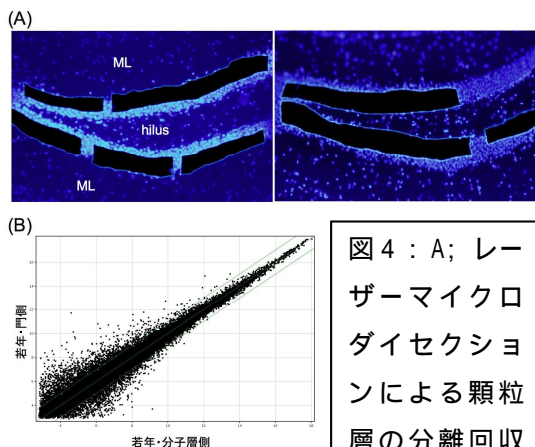 (A)
ML
hilus
ML
(B)
若年・門側
若年・分子層側
図４：A; レー
ザーマイクロ
ダイセクショ
ンによる顆粒
層の分離回収